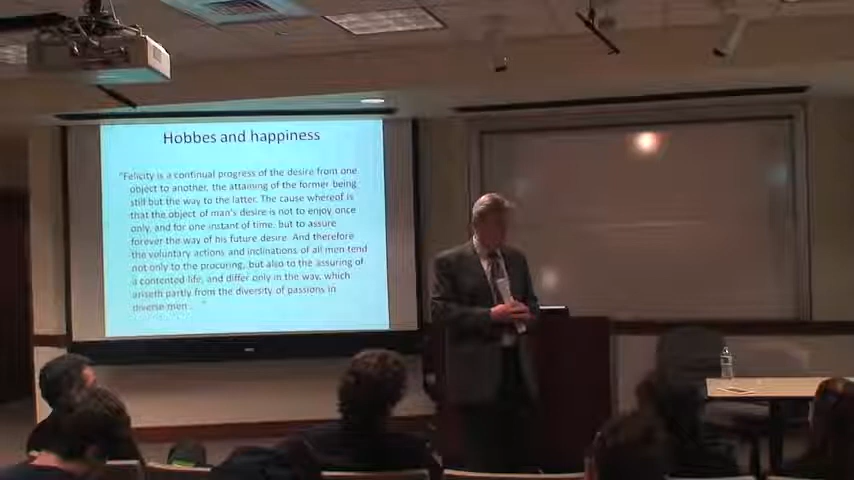 Hobbes and happiness
"Felicity is a continual progress of the desire from one
object to another, the attaining of the former being
still but the way to the latter. The cause whereof is
that the object of man's desire is not to enjoy once
only, and for one instant of time, but to assure
forever the way of his future desire. And therefore
the voluntary actions and inclinations of all men tend
not only to the procuring, but also to the assuring of
a contented life, and differ only in the way, which
ariseth partly from the diversity of passions in
diverse men